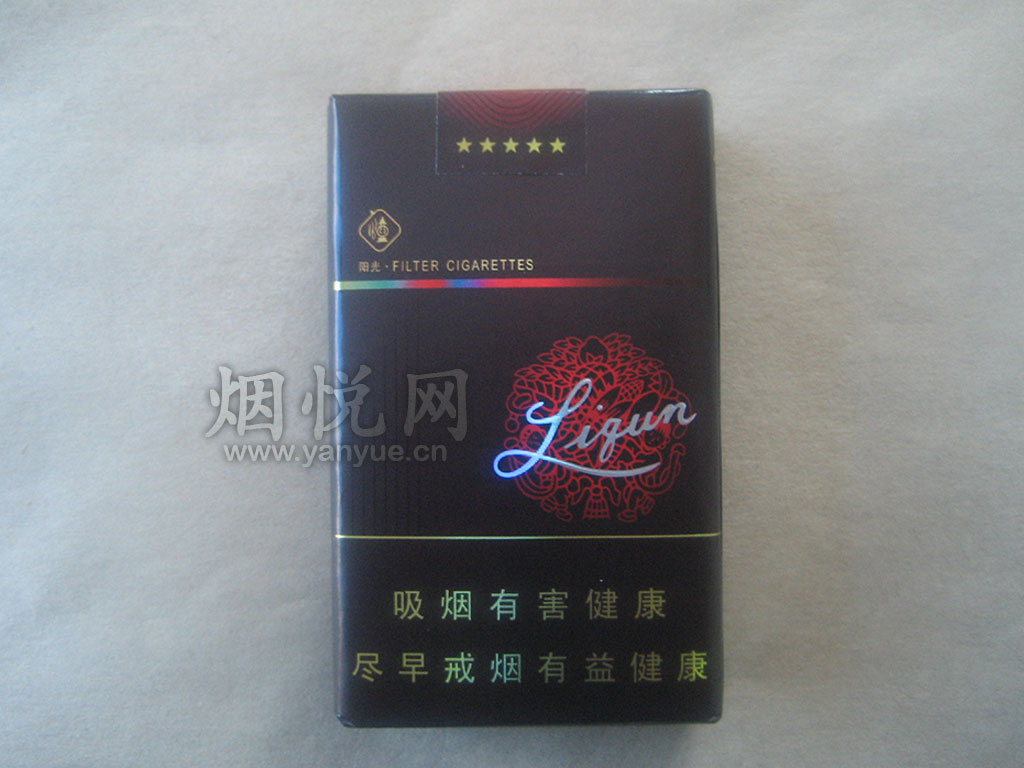 阳光·FILTER CIGARETTES
Liqun
烟悦网
www.yanyue.cn
吸烟有害健康
尽早戒烟有益健康